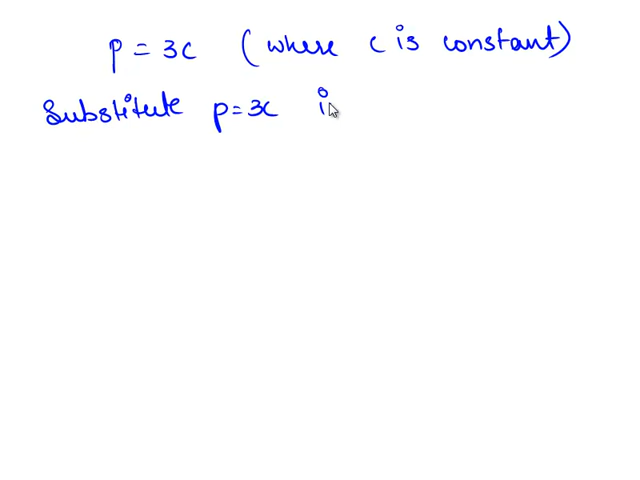 p = 3c (where c is constant)
Substitute p=3c i